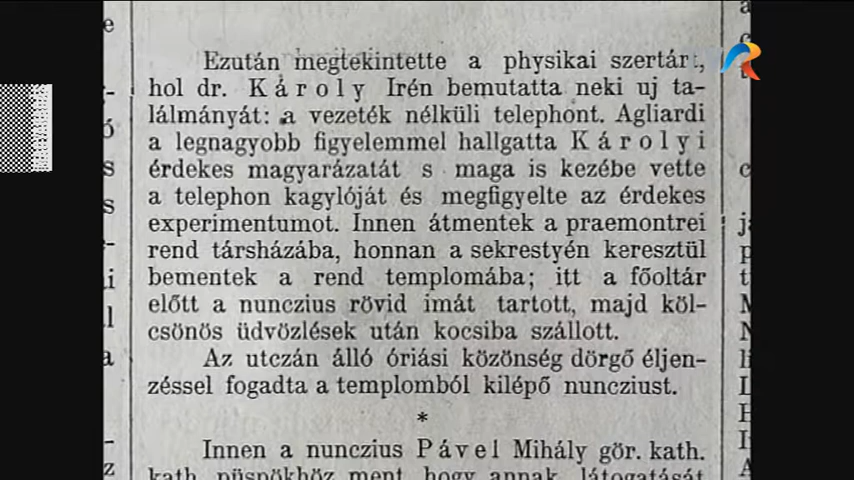 Ezután megtekintette a physikai szertárt,
hol dr. Károly Irén bemutatta neki uj ta-
lálmányát: a vezeték nélküli telephont. Agliardi
a legnagyobb figyelemmel hallgatta Károlyi
érdekes magyarázatát s maga is kezébe vette
a telephon kagylóját és megfigyelte az érdekes
experimentumot. Innen átmentek a praemontrei
rend társházába, honnan a sekrestyén keresztül
bementek a rend templomába; itt a főoltár
előtt a nunczius rövid imát tartott, majd köl-
csönös üdvözlések után kocsiba szállott.
Az utczán álló óriási közönség dörgő éljen-
zéssel fogadta a templomból kilépő nuncziust.
*
Innen a nunczius Pável Mihály gör. kath.
kath. püspökhöz ment, hogy annak látogatását